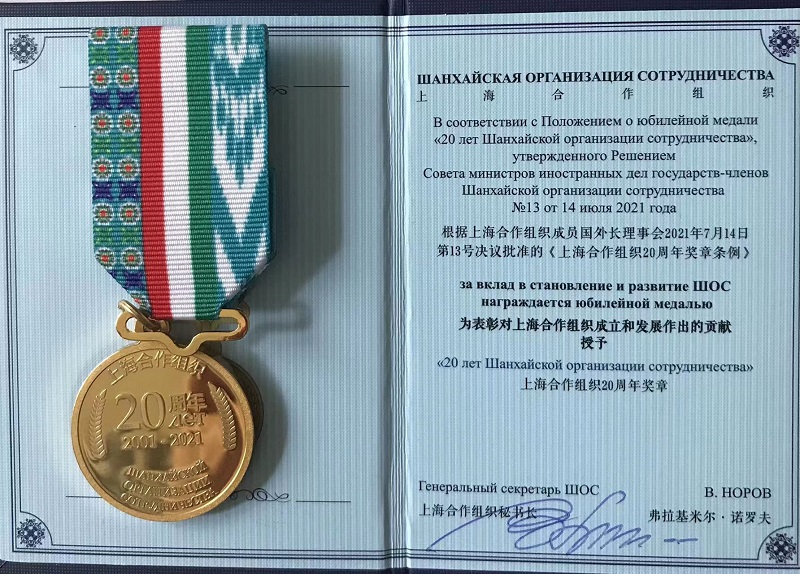 上海合作组织
20周年
ЛЕТ
2001-2021
ШАНХАЙСКОЙ
ОРГАНИЗАЦИИ
СОТРУДНИЧЕСТВА
ШАНХАЙСКАЯ ОРГАНИЗАЦИЯ СОТРУДНИЧЕСТВА
上 海 合 作 组 织
В соответствии с Положением о юбилейной медали
«20 лет Шанхайской организации сотрудничества»,
утвержденного Решением
Совета министров иностранных дел государств-членов
Шанхайской организации сотрудничества
№13 от 14 июля 2021 года
根据上海合作组织成员国外长理事会2021年7月14日
第13号决议批准的《上海合作组织20周年奖章条例》
за вклад в становление и развитие ШОС
награждается юбилейной медалью
为表彰对上海合作组织成立和发展作出的贡献
授予
«20 лет Шанхайской организации сотрудничества»
上海合作组织20周年奖章
Генеральный секретарь ШОС В. НОРОВ
上海合作组织秘书长 弗拉基米尔·诺罗夫